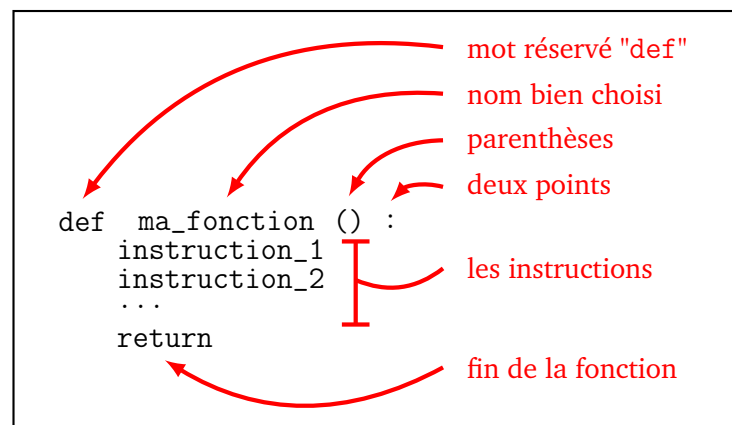 mot réservé "def"
nom bien choisi
parenthèses
deux points
def ma_fonction () :
instruction_1
instruction_2
...
les instructions
return
fin de la fonction